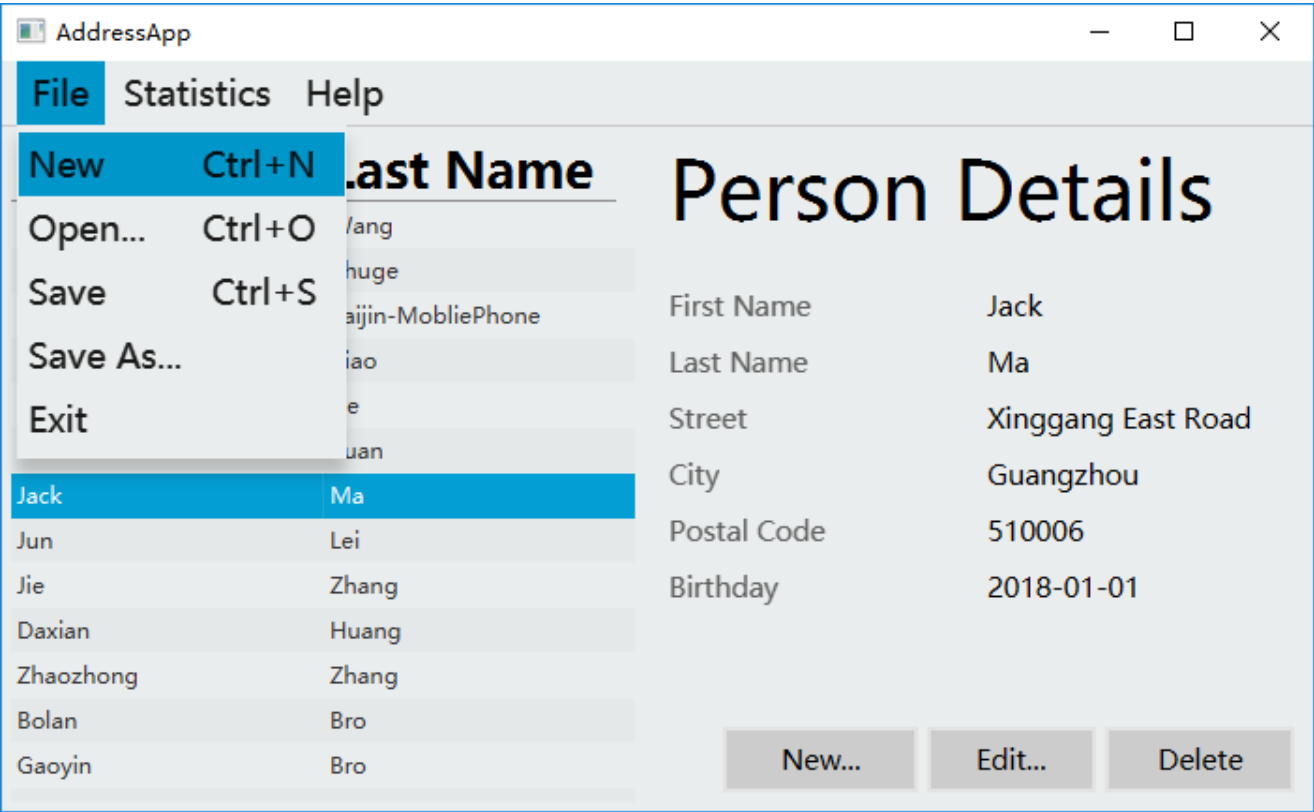 AddressApp
File Statistics Help
New Ctrl+N
Open... Ctrl+O
Save Ctrl+S
Save As...
Exit
Last Name
aijin-MobliePhone
Jack Ma
Jun Lei
Jie Zhang
Daxian Huang
Zhaozhong Zhang
Bolan Bro
Gaoyin Bro
Person Details
First Name Jack
Last Name Ma
Street Xinggang East Road
City Guangzhou
Postal Code 510006
Birthday 2018-01-01
New... Edit... Delete